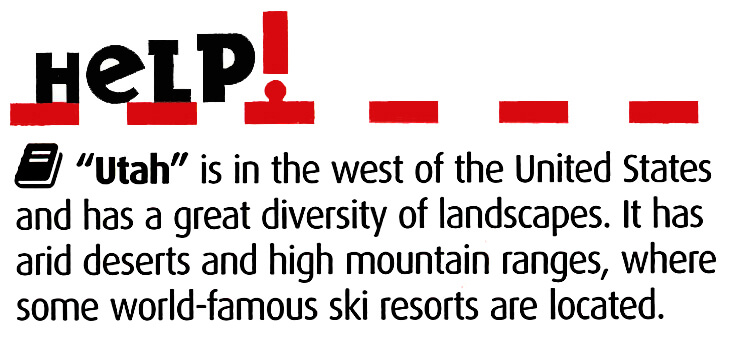 HeLP!
"Utah" is in the west of the United States
and has a great diversity of landscapes. It has
arid deserts and high mountain ranges, where
some world-famous ski resorts are located.